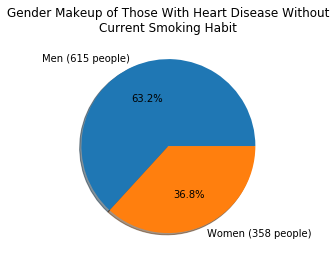 Gender Makeup of Those With Heart Disease Without
Current Smoking Habit
Men (615 people)
63.2%
36.8%
Women (358 people)